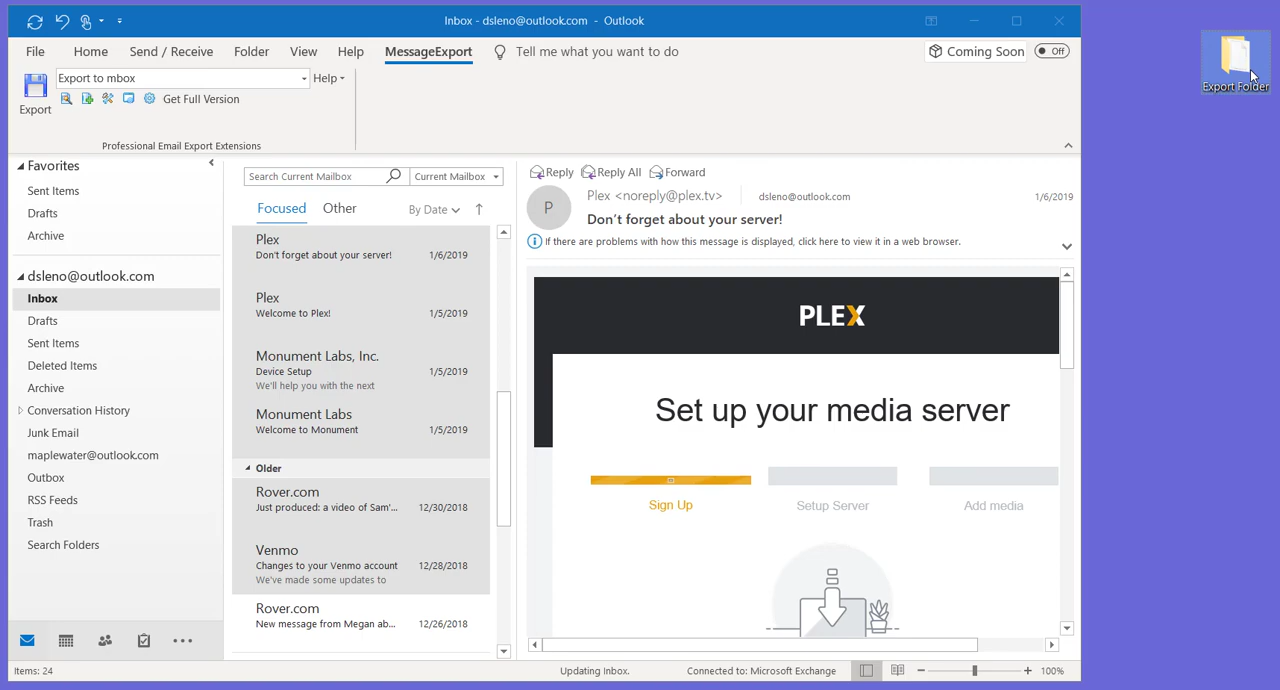 Inbox - dsleno@outlook.com - Outlook
File Home Send / Receive Folder View Help MessageExport Tell me what you want to do Coming Soon Off
Export to mbox Help
Export
Get Full Version
Professional Email Export Extensions
Export Folder
Favorites
Sent Items
Drafts
Archive
dsleno@outlook.com
Inbox
Drafts
Sent Items
Deleted Items
Archive
Conversation History
Junk Email
maplewater@outlook.com
Outbox
RSS Feeds
Trash
Search Folders
Search Current Mailbox Current Mailbox
Focused Other By Date
Plex
Don't forget about your server! 1/6/2019
Plex
Welcome to Plex! 1/5/2019
Monument Labs, Inc.
Device Setup 1/5/2019
We'll help you with the next
Monument Labs
Welcome to Monument 1/5/2019
Older
Rover.com
Just produced: a video of Sam'... 12/30/2018
Venmo
Changes to your Venmo account 12/28/2018
We've made some updates to
Rover.com
New message from Megan ab... 12/26/2018
Reply Reply All Forward
P
Plex <noreply@plex.tv> dsleno@outlook.com 1/6/2019
Don't forget about your server!
If there are problems with how this message is displayed, click here to view it in a web browser.
PLEX
Set up your media server
Sign Up Setup Server Add media
Items: 24 Updating Inbox. Connected to: Microsoft Exchange 100%